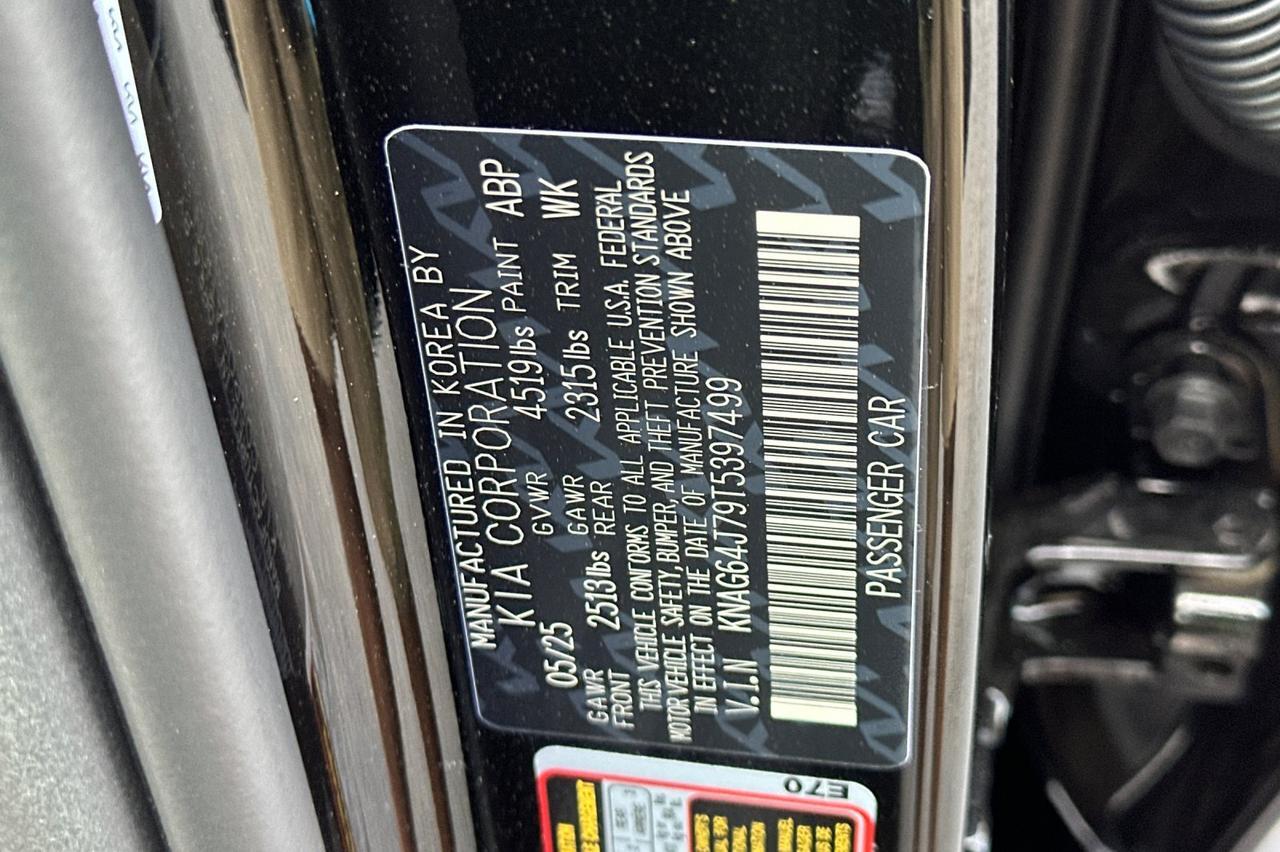 MANUFACTURED IN KOREA BY
KIA CORPORATION
05/25 GVWR 4519lbs PAINT ABP
GAWR FRONT 2513lbs GAWR REAR 2315lbs TRIM WK
THIS VEHICLE CONFORMS TO ALL APPLICABLE U.S.A. FEDERAL
MOTOR VEHICLE SAFETY, BUMPER, AND THEFT PREVENTION STANDARDS
IN EFFECT ON THE DATE OF MANUFACTURE SHOWN ABOVE
V.I.N KNAG64J79T5397499
PASSENGER CAR
E70